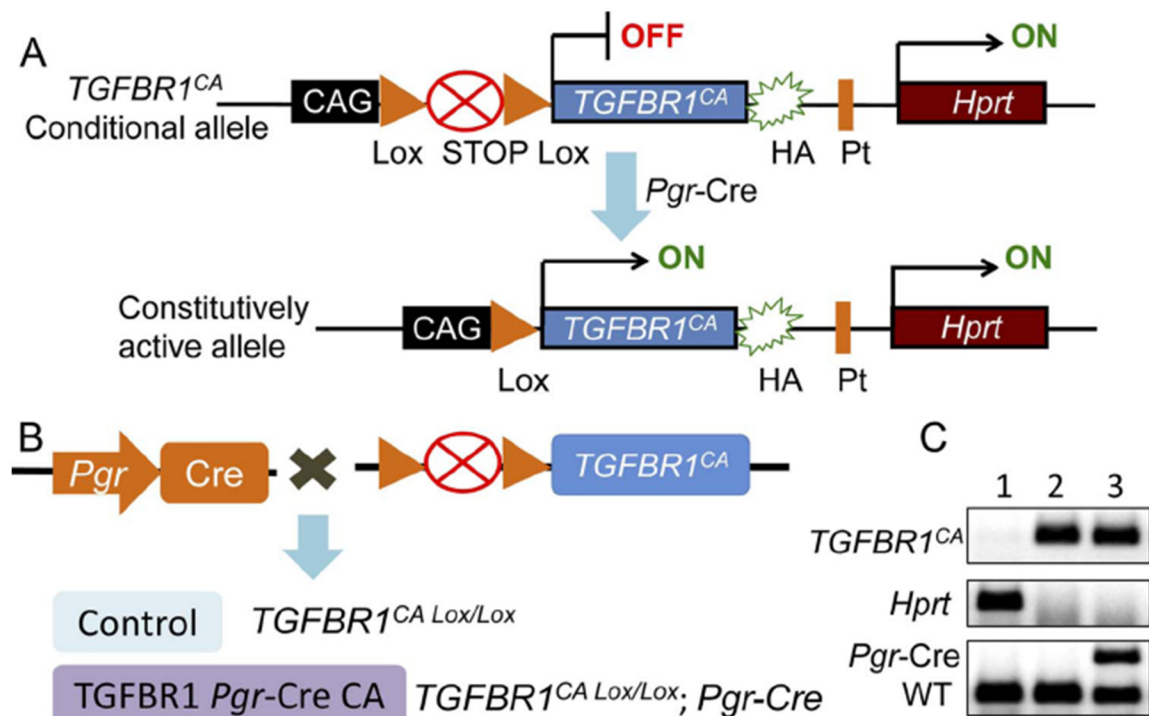 A
TGFBR1CA
Conditional allele
CAG
OFF
TGFBR1CA
ON
Hprt
Lox STOP Lox
HA Pt
Pgr-Cre
Constitutively
active allele
CAG
ON
TGFBR1CA
ON
Hprt
Lox
HA Pt
B
Pgr
Cre
TGFBR1CA
Control
TGFBR1CA Lox/Lox
TGFBR1 Pgr-Cre CA
TGFBR1CA Lox/Lox; Pgr-Cre
C
1 2 3
TGFBR1CA
Hprt
Pgr-Cre
WT